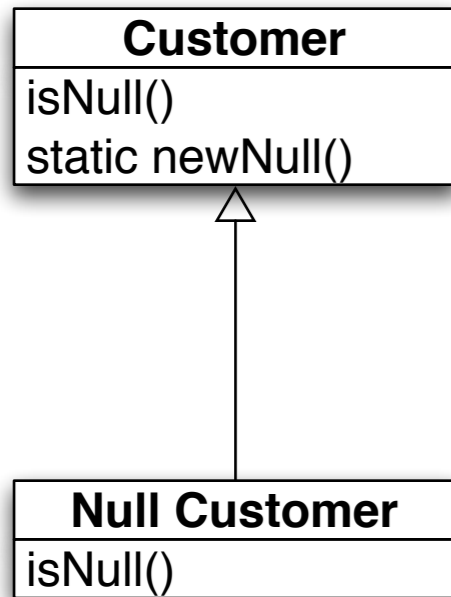 Customer
isNull()
static newNull()
Null Customer
isNull()